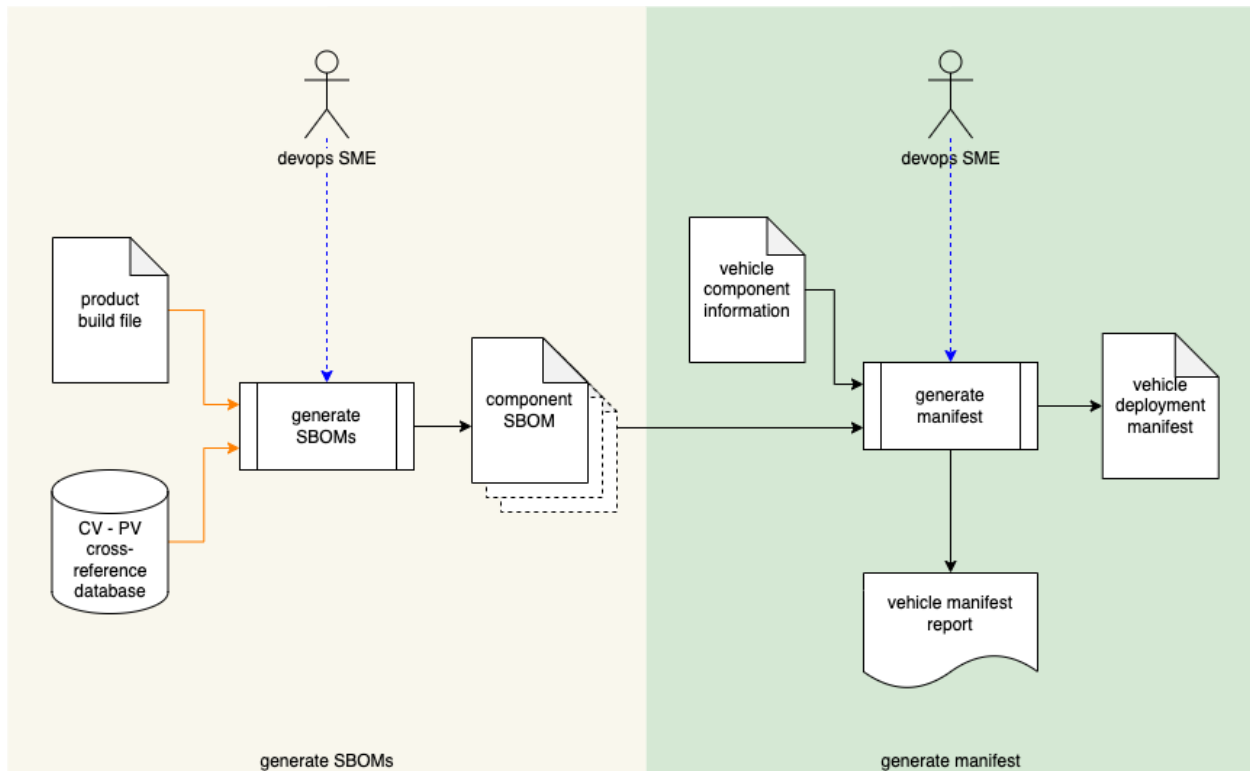 devops SME
devops SME
product
build file
vehicle
component
information
generate
SBOMs
component
SBOM
generate
manifest
vehicle
deployment
manifest
CV - PV
cross-
reference
database
vehicle manifest
report
generate SBOMs
generate manifest